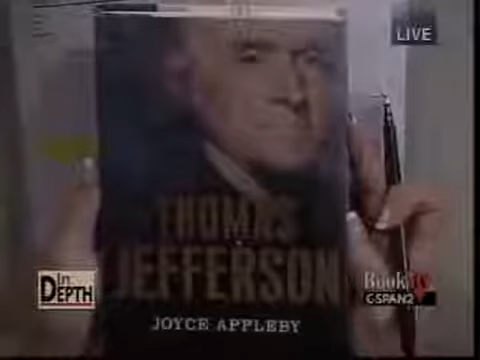 LIVE
THOMAS
JEFFERSON
JOYCE APPLEBY
In
DEPTH
Book TV
C-SPAN2